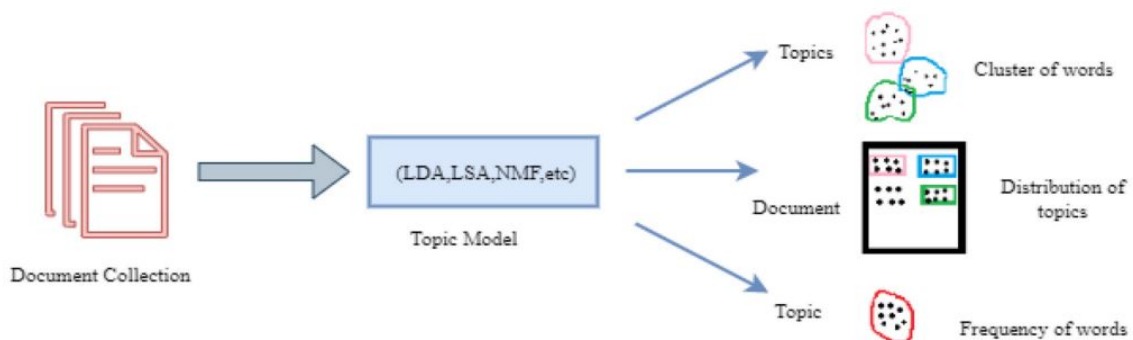 Topics
Cluster of words
(LDA,LSA,NMF,etc)
Document
Distribution of
topics
Topic Model
Document Collection
Topic
Frequency of words